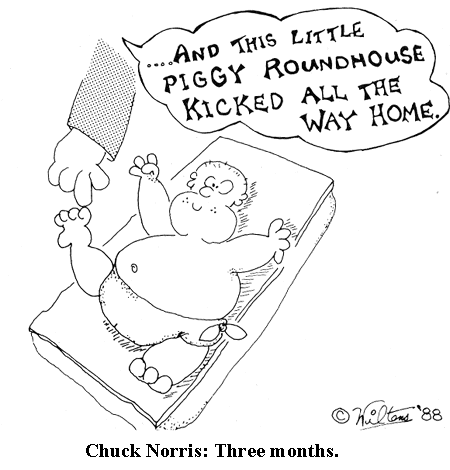 ....AND THIS LITTLE
PIGGY ROUNDHOUSE
KICKED ALL THE
WAY HOME.
© Wiltons '88
Chuck Norris: Three months.